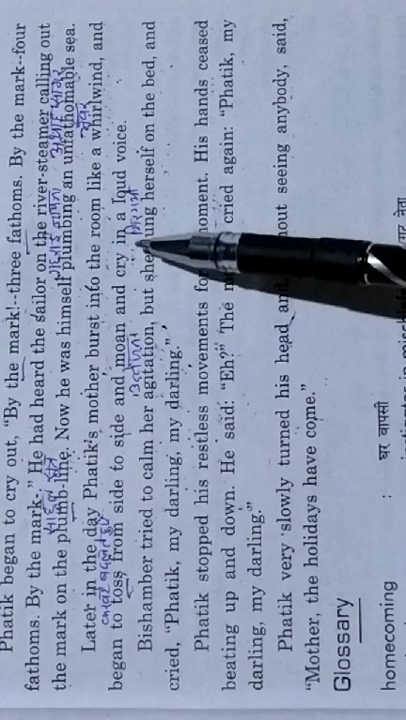 Phatik began to cry out, "By the mark!--three fathoms. By the mark--four
fathoms. By the mark-." He had heard the sailor on the river-steamer calling out
the mark on the plumb-line. Now he was himself plumbing an unfathomable sea.
Later in the day Phatik's mother burst into the room like a whirlwind, and
began to toss from side to side and moan and cry in a loud voice.
Bishamber tried to calm her agitation, but she ung herself on the bed, and
cried, "Phatik, my darling, my darling."
Phatik stopped his restless movements for moment. His hands ceased
beating up and down. He said: "Eh?" The cried again: "Phatik, my
darling, my darling."
Phatik very slowly turned his head and, hout seeing anybody, said,
"Mother, the holidays have come."
Glossary
homecoming : घर वापसी